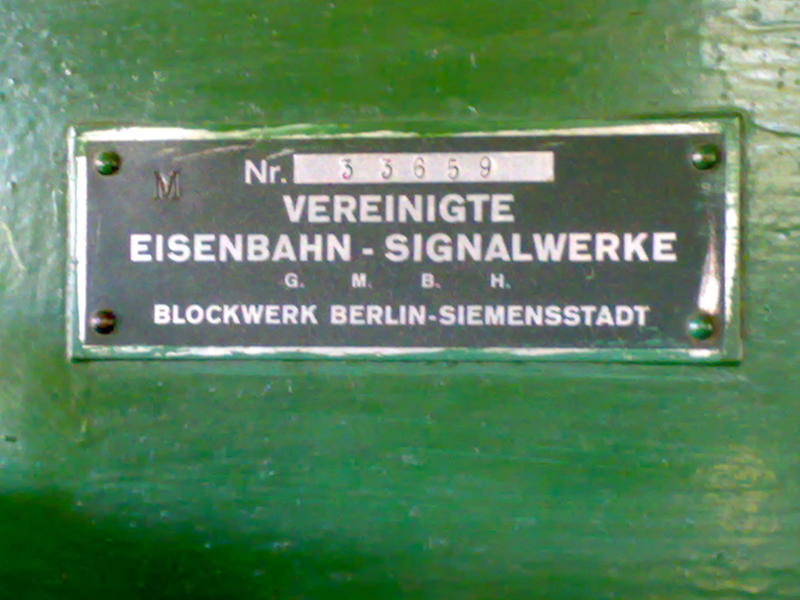 M Nr. 33659
VEREINIGTE
EISENBAHN - SIGNALWERKE
G. M. B. H.
BLOCKWERK BERLIN-SIEMENSSTADT